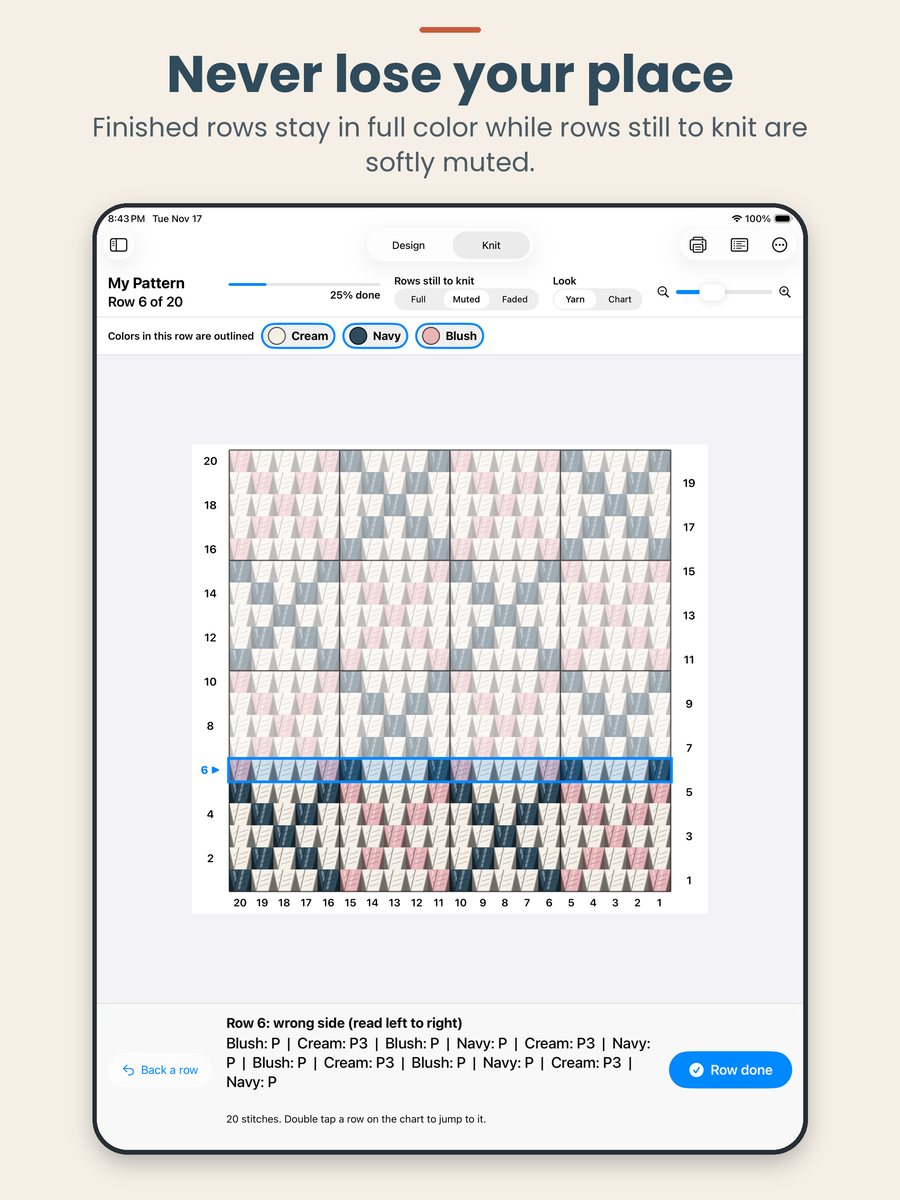 Never lose your place
Finished rows stay in full color while rows still to knit are
softly muted.
8:43 PM Tue Nov 17
100%
Design Knit
My Pattern
Row 6 of 20
25% done
Rows still to knit
Full Muted Faded
Look
Yarn Chart
Colors in this row are outlined Cream Navy Blush
20
19
18
17
16
15
14
13
12
11
10
9
8
7
6
5
4
3
2
1
20 19 18 17 16 15 14 13 12 11 10 9 8 7 6 5 4 3 2 1
Row 6: wrong side (read left to right)
Blush: P | Cream: P3 | Blush: P | Navy: P | Cream: P3 | Navy:
P | Blush: P | Cream: P3 | Blush: P | Navy: P | Cream: P3 |
Navy: P
Back a row
Row done
20 stitches. Double tap a row on the chart to jump to it.